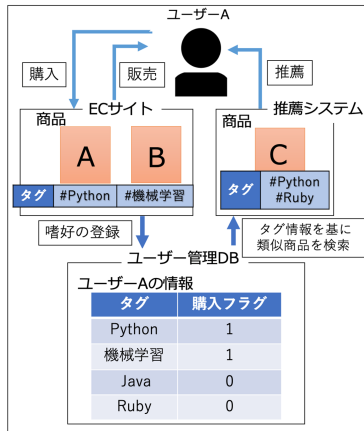 ユーザーA
購入
販売
推薦
ECサイト
商品
A
B
タグ
#Python
#機械学習
推薦システム
商品
C
タグ
#Python
#Ruby
嗜好の登録
タグ情報を基に
類似商品を検索
ユーザー管理DB
ユーザーAの情報
タグ 購入フラグ
Python 1
機械学習 1
Java 0
Ruby 0